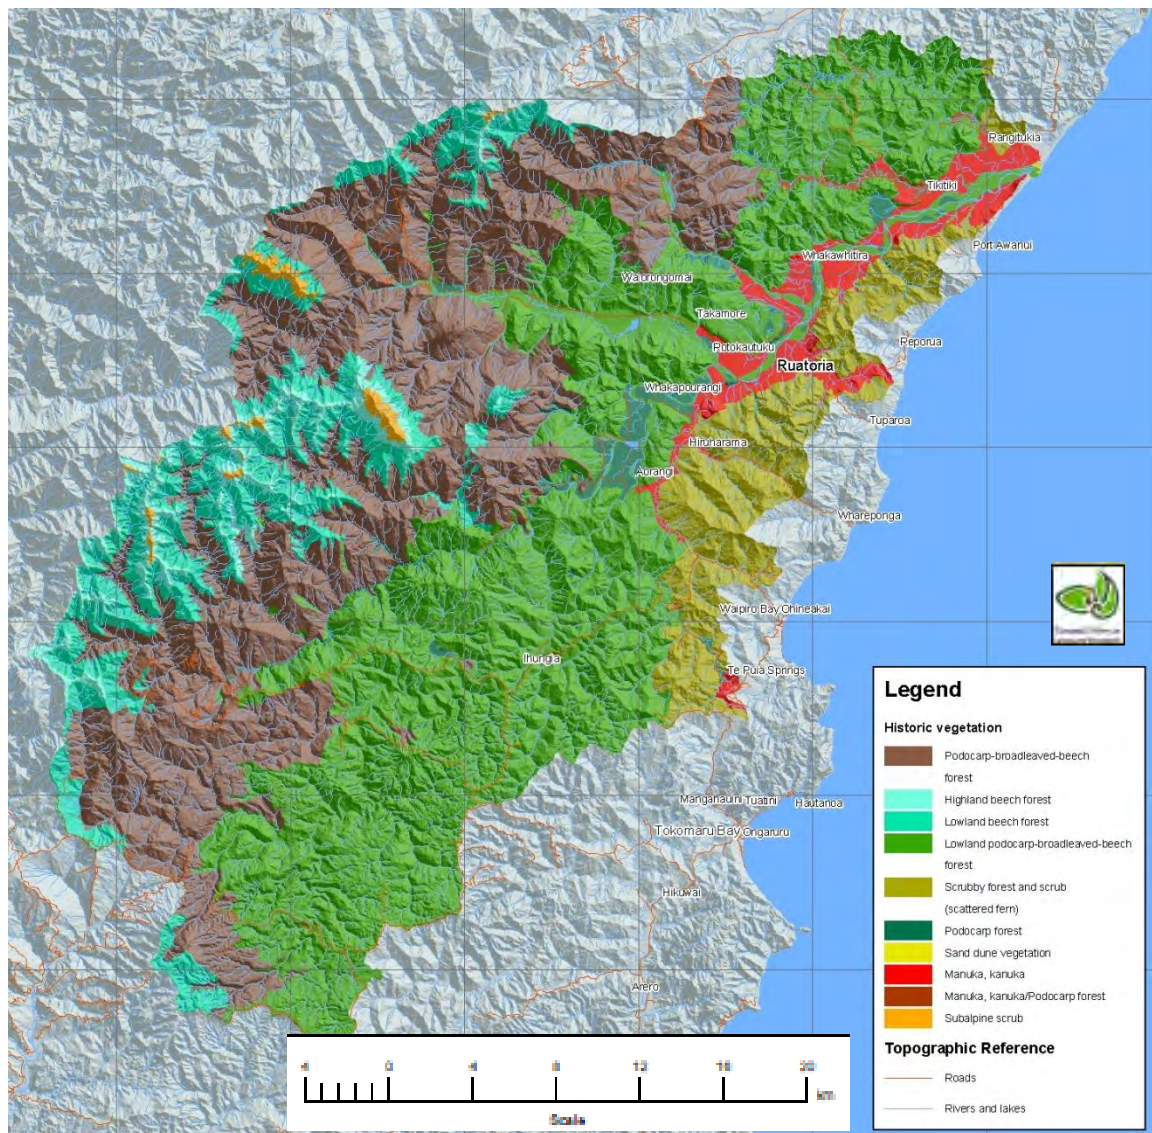 Rangitukia
Tikitiki
Port Awanui
Whakawhitira
Waiorongomai
Takamore
Reporua
Rotokautuku
Ruatoria
Whakapourangi
Tuparoa
Hiruharama
Aorangi
Whareponga
Waipiro Bay Ohineakai
Ihungia
Te Puia Springs
Mangahauini Tuatini
Hautanoa
Tokomaru Bay Ongaruru
Hikuwai
Arero
Legend
Historic vegetation
Podocarp-broadleaved-beech
forest
Highland beech forest
Lowland beech forest
Lowland podocarp-broadleaved-beech
forest
Scrubby forest and scrub
(scattered fern)
Podocarp forest
Sand dune vegetation
Manuka, kanuka
Manuka, kanuka/Podocarp forest
Subalpine scrub
Topographic Reference
Roads
Rivers and lakes
4 0 4 8 12 16 20
km
Scale